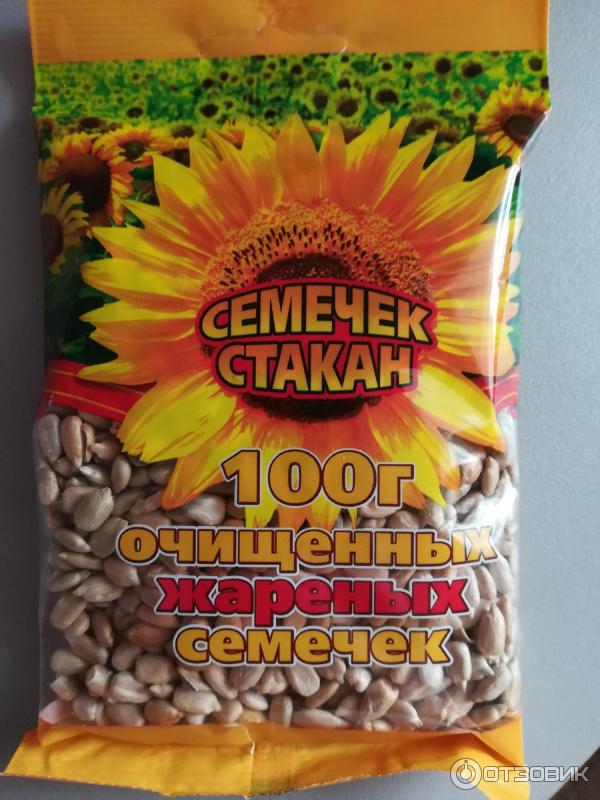 СЕМЕЧЕК
СТАКАН
100г
очищенных
жареных
семечек
ОТЗОВИК